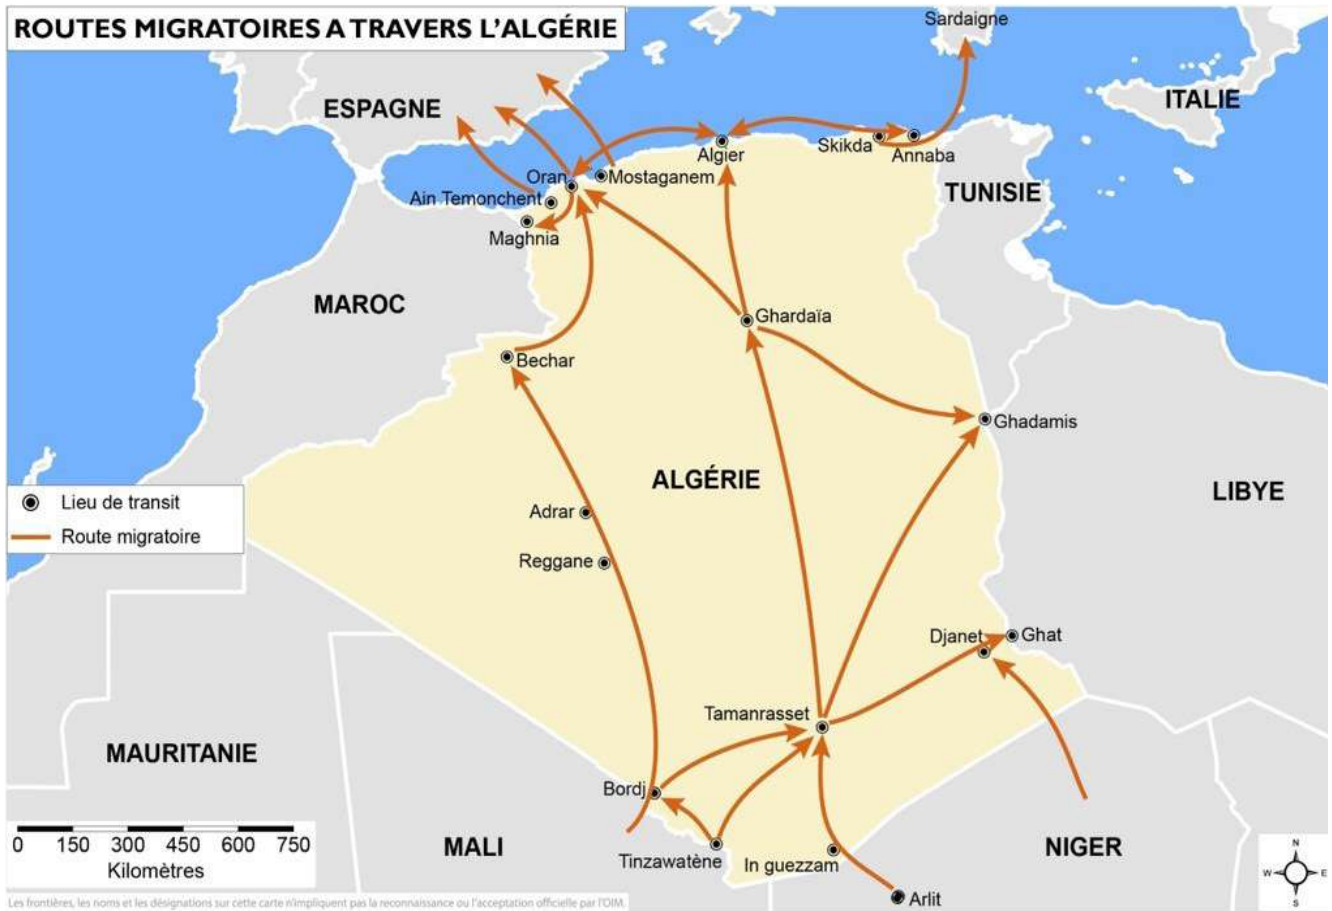 ROUTES MIGRATOIRES A TRAVERS L'ALGÉRIE
Sardaigne
ITALIE
ESPAGNE
Algier
Skikda
Annaba
Oran
Mostaganem
Ain Temonchent
Maghnia
TUNISIE
MAROC
Ghardaïa
Bechar
Ghadamis
ALGÉRIE
LIBYE
Lieu de transit
Route migratoire
Adrar
Reggane
Djanet
Ghat
Tamanrasset
MAURITANIE
Bordj
MALI
Tinzawatène
In guezzam
NIGER
Arlit
0 150 300 450 600 750
Kilomètres
N
W E
S
Les frontières, les noms et les désignations sur cette carte n'impliquent pas la reconnaissance ou l'acceptation officielle par l'OIM.